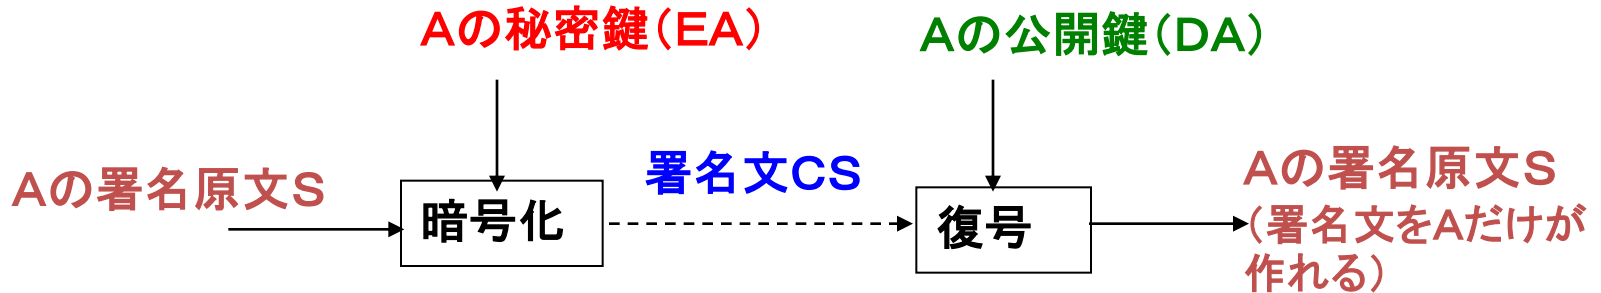 Aの秘密鍵(EA)
Aの公開鍵(DA)
Aの署名原文S
暗号化
署名文CS
復号
Aの署名原文S
(署名文をAだけが
作れる)